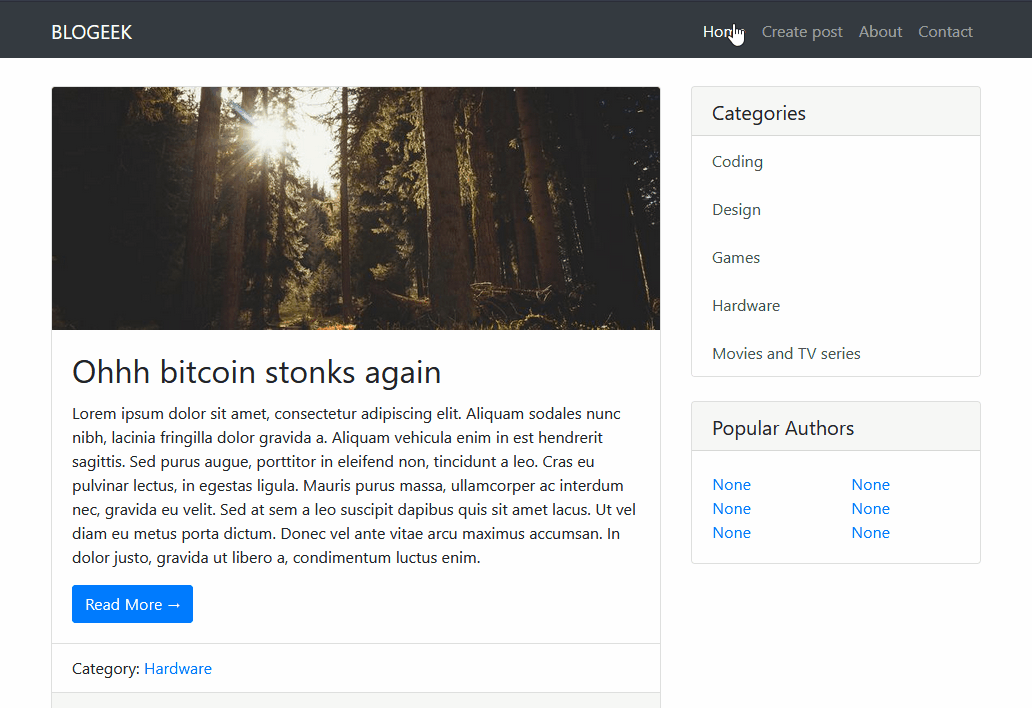 BLOGEEK
Home Create post About Contact
Ohhh bitcoin stonks again
Lorem ipsum dolor sit amet, consectetur adipiscing elit. Aliquam sodales nunc
nibh, lacinia fringilla dolor gravida a. Aliquam vehicula enim in est hendrerit
sagittis. Sed purus augue, porttitor in eleifend non, tincidunt a leo. Cras eu
pulvinar lectus, in egestas ligula. Mauris purus massa, ullamcorper ac interdum
nec, gravida eu velit. Sed at sem a leo suscipit dapibus quis sit amet lacus. Ut vel
diam eu metus porta dictum. Donec vel ante vitae arcu maximus accumsan. In
dolor justo, gravida ut libero a, condimentum luctus enim.
Read More →
Category: Hardware
Categories
Coding
Design
Games
Hardware
Movies and TV series
Popular Authors
None None
None None
None None